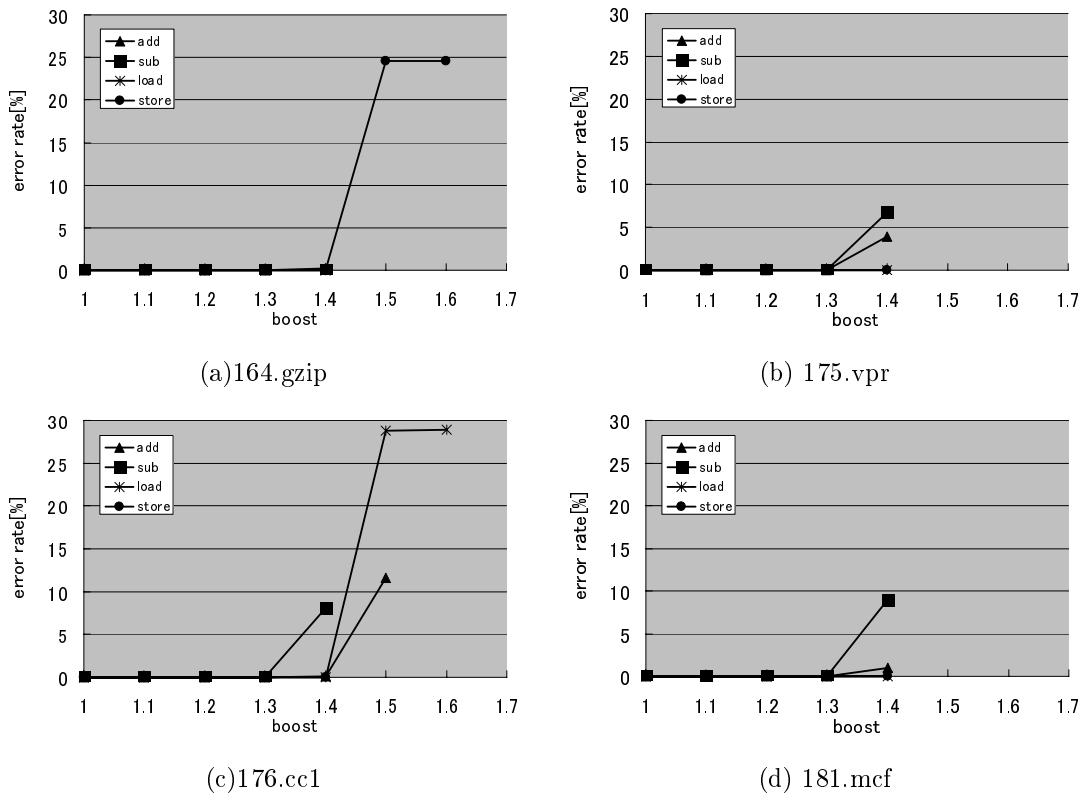 30
25
20
15
10
5
0
error rate[%]
add
sub
load
store
1 1.1 1.2 1.3 1.4 1.5 1.6 1.7
boost
(a)164.gzip
30
25
20
15
10
5
0
error rate[%]
add
sub
load
store
1 1.1 1.2 1.3 1.4 1.5 1.6 1.7
boost
(b) 175.vpr
30
25
20
15
10
5
0
error rate[%]
add
sub
load
store
1 1.1 1.2 1.3 1.4 1.5 1.6 1.7
boost
(c)176.cc1
30
25
20
15
10
5
0
error rate[%]
add
sub
load
store
1 1.1 1.2 1.3 1.4 1.5 1.6 1.7
boost
(d) 181.mcf